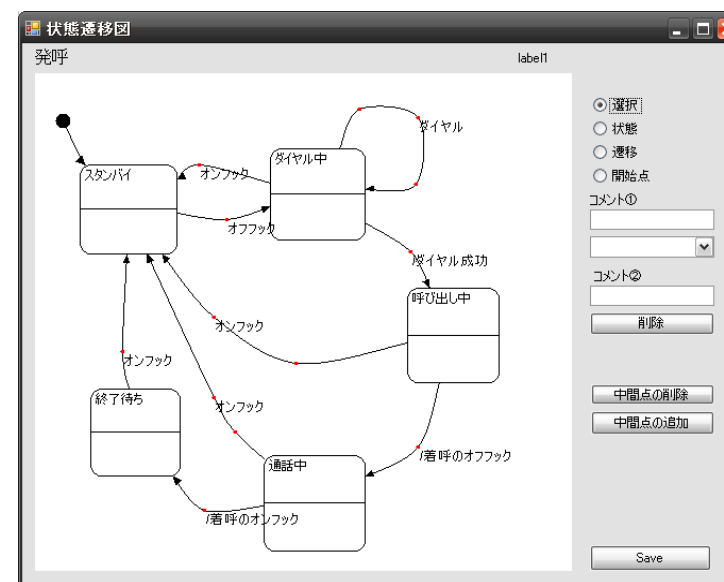 状態遷移図
発呼
label1
ダイヤル
スタンバイ
オンフック
ダイヤル中
オフフック
/ダイヤル成功
呼び出し中
オンフック
オンフック
終了待ち
オンフック
通話中
/着呼のオフフック
/着呼のオンフック
選択
状態
遷移
開始点
コメント①
コメント②
削除
中間点の削除
中間点の追加
Save